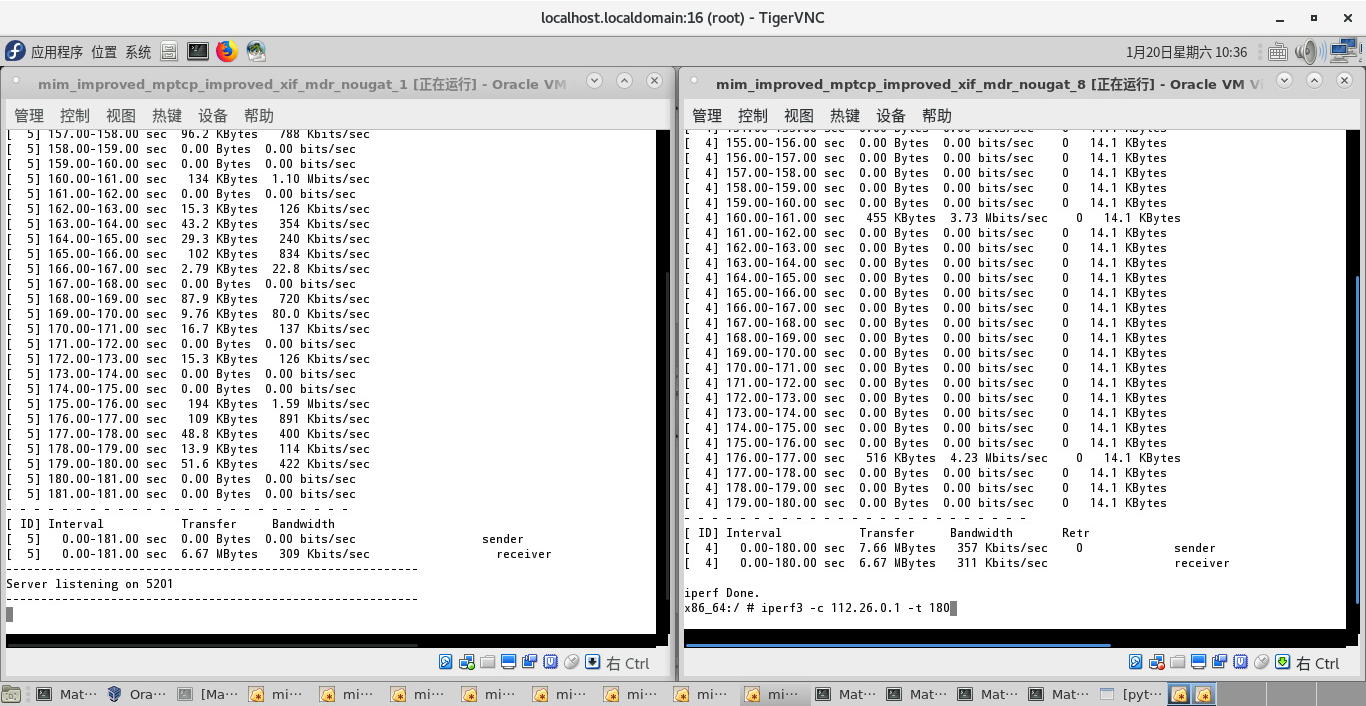 localhost.localdomain:16 (root) - TigerVNC
应用程序 位置 系统
1月20日星期六 10:36
mim_improved_mptcp_improved_xif_mdr_nougat_1 [正在运行] - Oracle VM
管理 控制 视图 热键 设备 帮助
[  5] 157.00-158.00 sec  96.2 KBytes   788 Kbits/sec
[  5] 158.00-159.00 sec  0.00 Bytes  0.00 bits/sec
[  5] 159.00-160.00 sec  0.00 Bytes  0.00 bits/sec
[  5] 160.00-161.00 sec   134 KBytes  1.10 Mbits/sec
[  5] 161.00-162.00 sec  0.00 Bytes  0.00 bits/sec
[  5] 162.00-163.00 sec  15.3 KBytes   126 Kbits/sec
[  5] 163.00-164.00 sec  43.2 KBytes   354 Kbits/sec
[  5] 164.00-165.00 sec  29.3 KBytes   240 Kbits/sec
[  5] 165.00-166.00 sec   102 KBytes   834 Kbits/sec
[  5] 166.00-167.00 sec  2.79 KBytes  22.8 Kbits/sec
[  5] 167.00-168.00 sec  0.00 Bytes  0.00 bits/sec
[  5] 168.00-169.00 sec  87.9 KBytes   720 Kbits/sec
[  5] 169.00-170.00 sec  9.76 KBytes  80.0 Kbits/sec
[  5] 170.00-171.00 sec  16.7 KBytes   137 Kbits/sec
[  5] 171.00-172.00 sec  0.00 Bytes  0.00 bits/sec
[  5] 172.00-173.00 sec  15.3 KBytes   126 Kbits/sec
[  5] 173.00-174.00 sec  0.00 Bytes  0.00 bits/sec
[  5] 174.00-175.00 sec  0.00 Bytes  0.00 bits/sec
[  5] 175.00-176.00 sec   194 KBytes  1.59 Mbits/sec
[  5] 176.00-177.00 sec   109 KBytes   891 Kbits/sec
[  5] 177.00-178.00 sec  48.8 KBytes   400 Kbits/sec
[  5] 178.00-179.00 sec  13.9 KBytes   114 Kbits/sec
[  5] 179.00-180.00 sec  51.6 KBytes   422 Kbits/sec
[  5] 180.00-181.00 sec  0.00 Bytes  0.00 bits/sec
[  5] 181.00-181.00 sec  0.00 Bytes  0.00 bits/sec
- - - - - - - - - - - - - - - - - - - - - - - - -
[ ID] Interval           Transfer     Bandwidth
[  5]   0.00-181.00 sec  0.00 Bytes  0.00 bits/sec                  sender
[  5]   0.00-181.00 sec  6.67 MBytes   309 Kbits/sec                  receiver
-----------------------------------------------------------
Server listening on 5201
-----------------------------------------------------------
右 Ctrl
mim_improved_mptcp_improved_xif_mdr_nougat_8 [正在运行] - Oracle VM Vi
管理 控制 视图 热键 设备 帮助
[  4] 155.00-156.00 sec  0.00 Bytes  0.00 bits/sec    0   14.1 KBytes
[  4] 156.00-157.00 sec  0.00 Bytes  0.00 bits/sec    0   14.1 KBytes
[  4] 157.00-158.00 sec  0.00 Bytes  0.00 bits/sec    0   14.1 KBytes
[  4] 158.00-159.00 sec  0.00 Bytes  0.00 bits/sec    0   14.1 KBytes
[  4] 159.00-160.00 sec  0.00 Bytes  0.00 bits/sec    0   14.1 KBytes
[  4] 160.00-161.00 sec   455 KBytes  3.73 Mbits/sec    0   14.1 KBytes
[  4] 161.00-162.00 sec  0.00 Bytes  0.00 bits/sec    0   14.1 KBytes
[  4] 162.00-163.00 sec  0.00 Bytes  0.00 bits/sec    0   14.1 KBytes
[  4] 163.00-164.00 sec  0.00 Bytes  0.00 bits/sec    0   14.1 KBytes
[  4] 164.00-165.00 sec  0.00 Bytes  0.00 bits/sec    0   14.1 KBytes
[  4] 165.00-166.00 sec  0.00 Bytes  0.00 bits/sec    0   14.1 KBytes
[  4] 166.00-167.00 sec  0.00 Bytes  0.00 bits/sec    0   14.1 KBytes
[  4] 167.00-168.00 sec  0.00 Bytes  0.00 bits/sec    0   14.1 KBytes
[  4] 168.00-169.00 sec  0.00 Bytes  0.00 bits/sec    0   14.1 KBytes
[  4] 169.00-170.00 sec  0.00 Bytes  0.00 bits/sec    0   14.1 KBytes
[  4] 170.00-171.00 sec  0.00 Bytes  0.00 bits/sec    0   14.1 KBytes
[  4] 171.00-172.00 sec  0.00 Bytes  0.00 bits/sec    0   14.1 KBytes
[  4] 172.00-173.00 sec  0.00 Bytes  0.00 bits/sec    0   14.1 KBytes
[  4] 173.00-174.00 sec  0.00 Bytes  0.00 bits/sec    0   14.1 KBytes
[  4] 174.00-175.00 sec  0.00 Bytes  0.00 bits/sec    0   14.1 KBytes
[  4] 175.00-176.00 sec  0.00 Bytes  0.00 bits/sec    0   14.1 KBytes
[  4] 176.00-177.00 sec   516 KBytes  4.23 Mbits/sec    0   14.1 KBytes
[  4] 177.00-178.00 sec  0.00 Bytes  0.00 bits/sec    0   14.1 KBytes
[  4] 178.00-179.00 sec  0.00 Bytes  0.00 bits/sec    0   14.1 KBytes
[  4] 179.00-180.00 sec  0.00 Bytes  0.00 bits/sec    0   14.1 KBytes
- - - - - - - - - - - - - - - - - - - - - - - - -
[ ID] Interval           Transfer     Bandwidth       Retr
[  4]   0.00-180.00 sec  7.66 MBytes   357 Kbits/sec    0             sender
[  4]   0.00-180.00 sec  6.67 MBytes   311 Kbits/sec                  receiver
iperf Done.
x86_64:/ # iperf3 -c 112.26.0.1 -t 180
右 Ctrl
Mat… Ora… [Ma… mi… mi… mi… mi… mi… mi… mi… mi… Mat… Mat… Mat… Mat… [pyt…